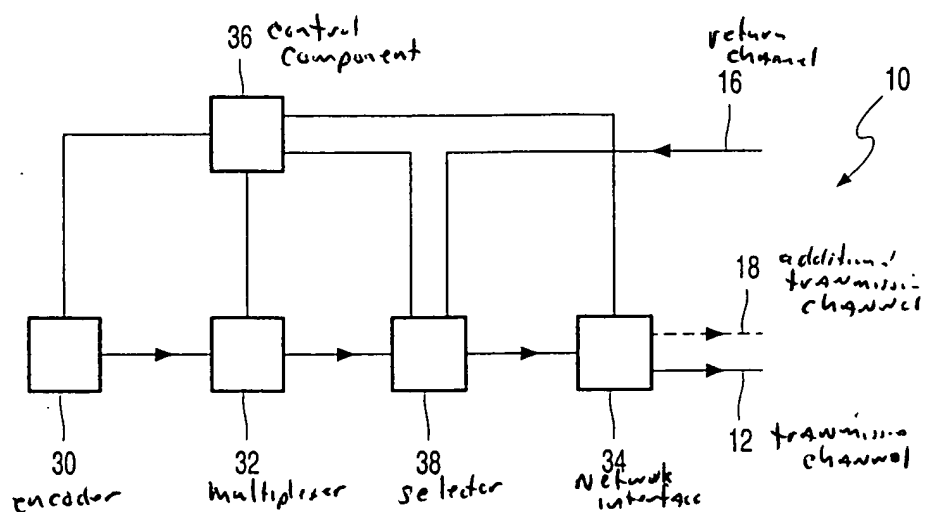 36 control
component
return
channel
16
10
18 additional
transmission
channel
12 transmission
channel
30
encoder
32
multiplexer
38
selector
34
Network
interface